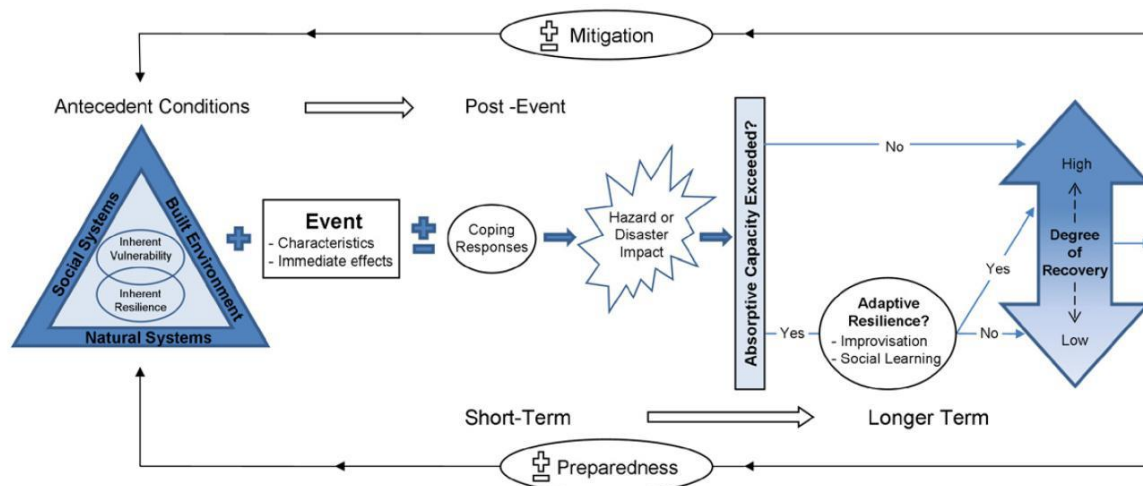 +
− Mitigation
Antecedent Conditions
Post -Event
Social Systems
Built Environment
Natural Systems
Inherent
Vulnerability
Inherent
Resilience
+
Event
- Characteristics
- Immediate effects
+
−
Coping
Responses
Hazard or
Disaster
Impact
Absorptive Capacity Exceeded?
No
Yes
Adaptive
Resilience?
- Improvisation
- Social Learning
Yes
No
High
Degree
of
Recovery
Low
Short-Term
Longer Term
+
− Preparedness